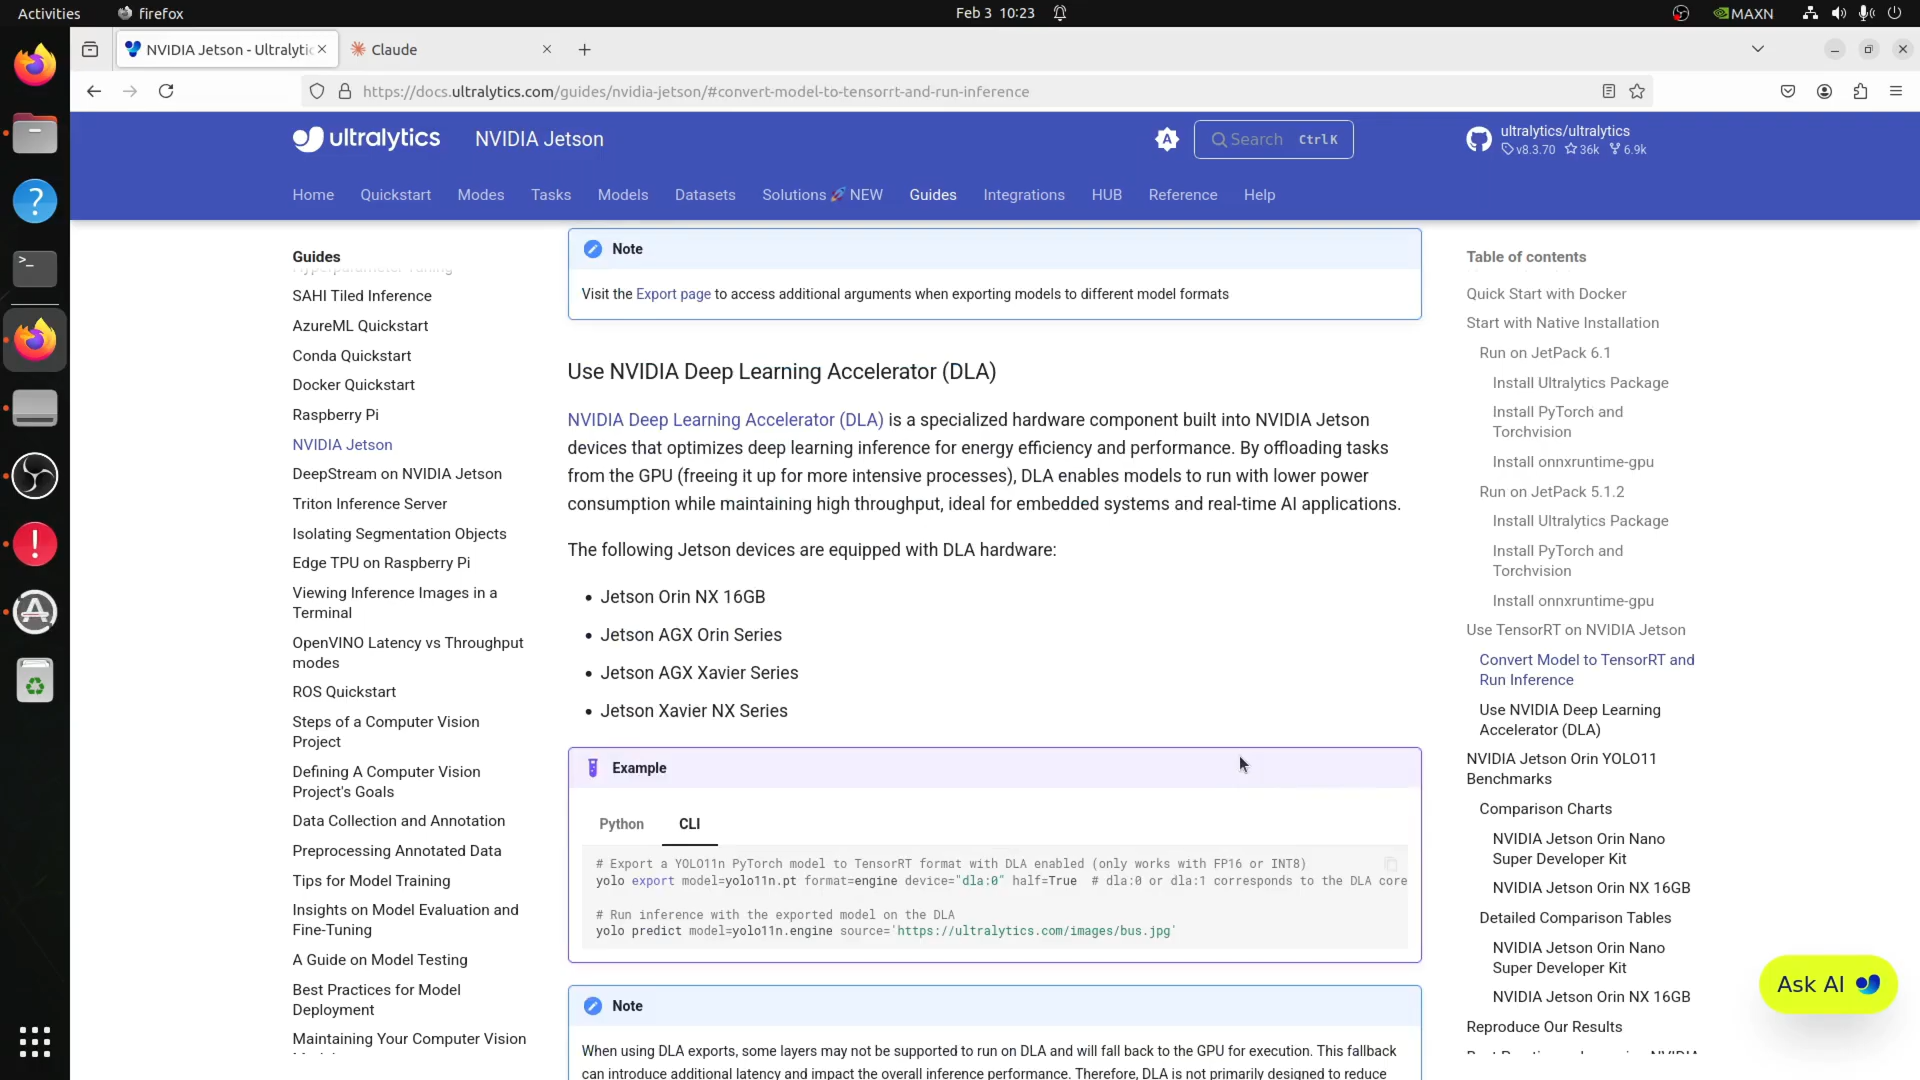 Activities
firefox
Feb 3 10:23
MAXN
NVIDIA Jetson - Ultralytic
Claude
https://docs.ultralytics.com/guides/nvidia-jetson/#convert-model-to-tensorrt-and-run-inference
ultralytics
NVIDIA Jetson
Search Ctrl K
ultralytics/ultralytics
v8.3.70 36k 6.9k
Home Quickstart Modes Tasks Models Datasets Solutions 🚀 NEW Guides Integrations HUB Reference Help
Guides
Hyperparameter Tuning
SAHI Tiled Inference
AzureML Quickstart
Conda Quickstart
Docker Quickstart
Raspberry Pi
NVIDIA Jetson
DeepStream on NVIDIA Jetson
Triton Inference Server
Isolating Segmentation Objects
Edge TPU on Raspberry Pi
Viewing Inference Images in a
Terminal
OpenVINO Latency vs Throughput
modes
ROS Quickstart
Steps of a Computer Vision
Project
Defining A Computer Vision
Project's Goals
Data Collection and Annotation
Preprocessing Annotated Data
Tips for Model Training
Insights on Model Evaluation and
Fine-Tuning
A Guide on Model Testing
Best Practices for Model
Deployment
Maintaining Your Computer Vision
Note
Visit the Export page to access additional arguments when exporting models to different model formats
Use NVIDIA Deep Learning Accelerator (DLA)
NVIDIA Deep Learning Accelerator (DLA) is a specialized hardware component built into NVIDIA Jetson
devices that optimizes deep learning inference for energy efficiency and performance. By offloading tasks
from the GPU (freeing it up for more intensive processes), DLA enables models to run with lower power
consumption while maintaining high throughput, ideal for embedded systems and real-time AI applications.
The following Jetson devices are equipped with DLA hardware:
Jetson Orin NX 16GB
Jetson AGX Orin Series
Jetson AGX Xavier Series
Jetson Xavier NX Series
Example
Python CLI
# Export a YOLO11n PyTorch model to TensorRT format with DLA enabled (only works with FP16 or INT8)
yolo export model=yolo11n.pt format=engine device="dla:0" half=True # dla:0 or dla:1 corresponds to the DLA core
# Run inference with the exported model on the DLA
yolo predict model=yolo11n.engine source='https://ultralytics.com/images/bus.jpg'
Note
When using DLA exports, some layers may not be supported to run on DLA and will fall back to the GPU for execution. This fallback
can introduce additional latency and impact the overall inference performance. Therefore, DLA is not primarily designed to reduce
Table of contents
Quick Start with Docker
Start with Native Installation
Run on JetPack 6.1
Install Ultralytics Package
Install PyTorch and
Torchvision
Install onnxruntime-gpu
Run on JetPack 5.1.2
Install Ultralytics Package
Install PyTorch and
Torchvision
Install onnxruntime-gpu
Use TensorRT on NVIDIA Jetson
Convert Model to TensorRT and
Run Inference
Use NVIDIA Deep Learning
Accelerator (DLA)
NVIDIA Jetson Orin YOLO11
Benchmarks
Comparison Charts
NVIDIA Jetson Orin Nano
Super Developer Kit
NVIDIA Jetson Orin NX 16GB
Detailed Comparison Tables
NVIDIA Jetson Orin Nano
Super Developer Kit
NVIDIA Jetson Orin NX 16GB
Reproduce Our Results
Ask AI